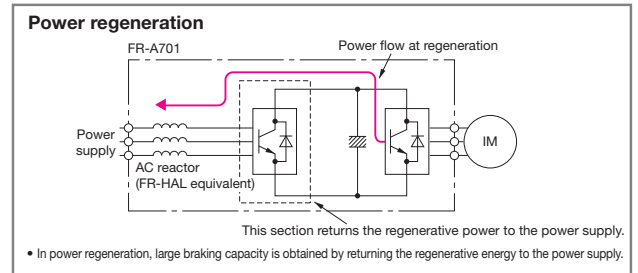 Power regeneration
FR-A701
Power flow at regeneration
Power
supply
IM
AC reactor
(FR-HAL equivalent)
This section returns the regenerative power to the power supply.
• In power regeneration, large braking capacity is obtained by returning the regenerative energy to the power supply.